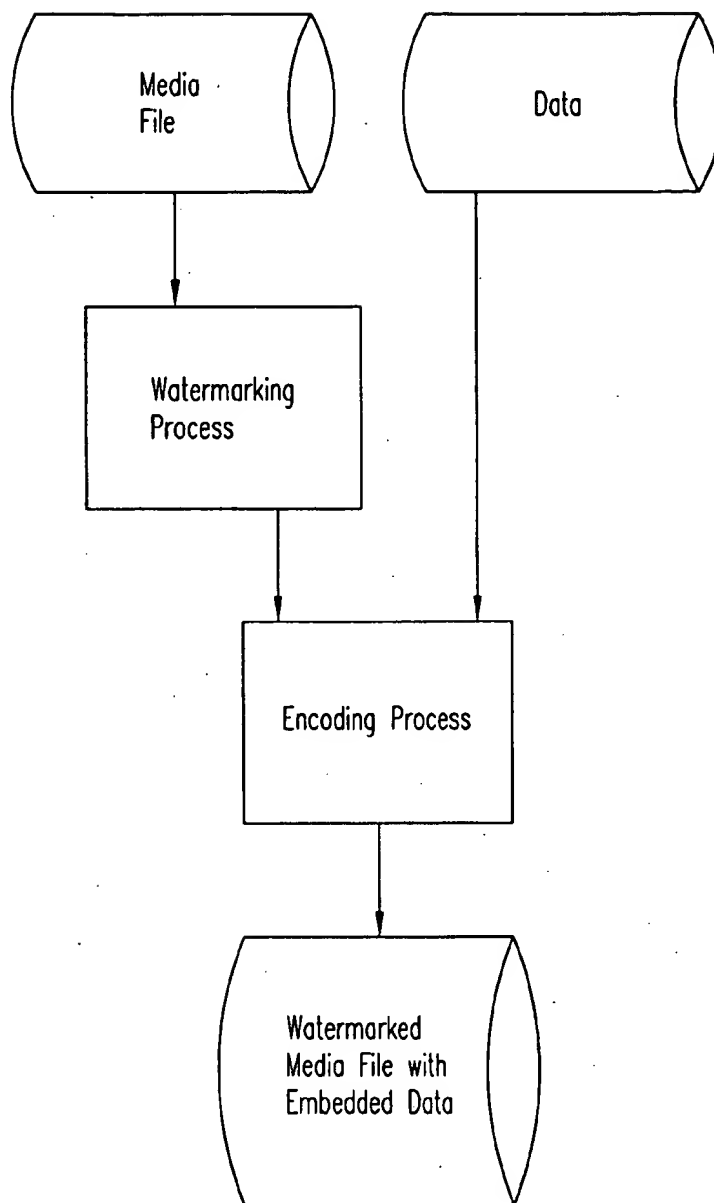 Media
File
Data
Watermarking
Process
Encoding Process
Watermarked
Media File with
Embedded Data